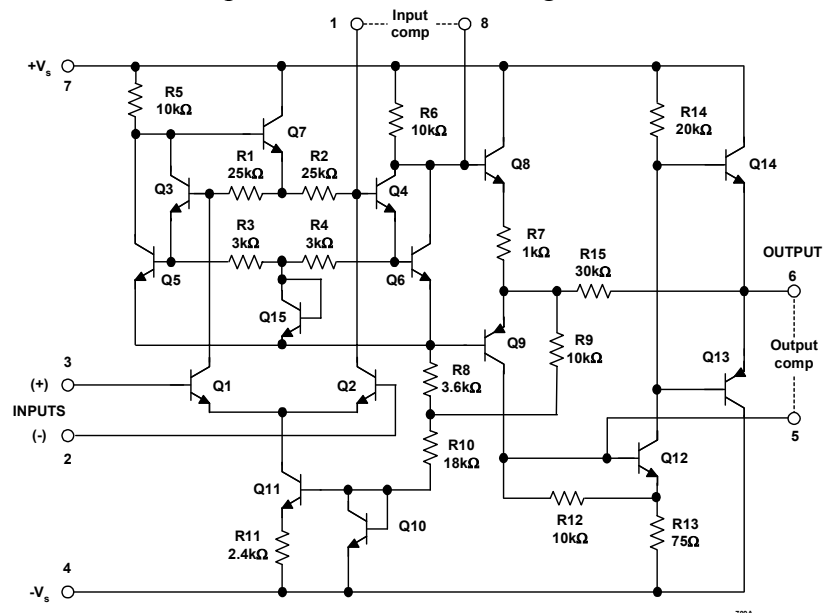 1
Input
comp
8
+Vs
7
R5
10kΩ
R6
10kΩ
R14
20kΩ
Q7
Q8
Q14
R1
25kΩ
R2
25kΩ
Q3
Q4
R3
3kΩ
R4
3kΩ
R7
1kΩ
R15
30kΩ
OUTPUT
6
Q5
Q6
Q15
Q9
R9
10kΩ
Q13
Output
comp
3
(+)
Q1
Q2
R8
3.6kΩ
INPUTS
(-)
2
5
R10
18kΩ
Q12
Q11
Q10
R12
10kΩ
R13
75Ω
R11
2.4kΩ
4
-Vs